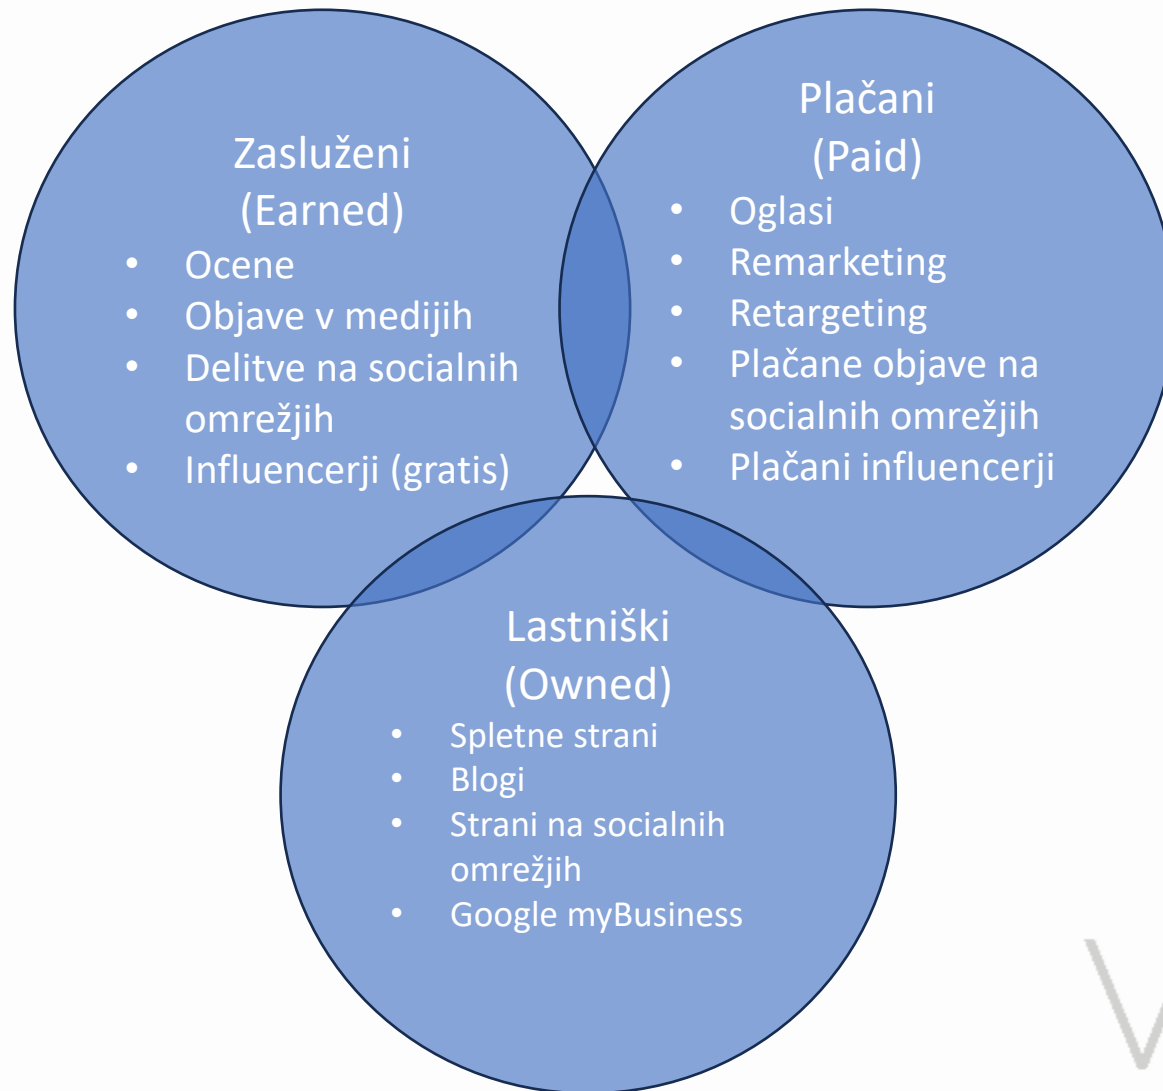 Zasluženi
(Earned)
• Ocene
• Objave v medijih
• Delitve na socialnih
omrežjih
• Influencerji (gratis)
Plačani
(Paid)
• Oglasi
• Remarketing
• Retargeting
• Plačane objave na
socialnih omrežjih
• Plačani influencerji
Lastniški
(Owned)
• Spletne strani
• Blogi
• Strani na socialnih
omrežjih
• Google myBusiness
V